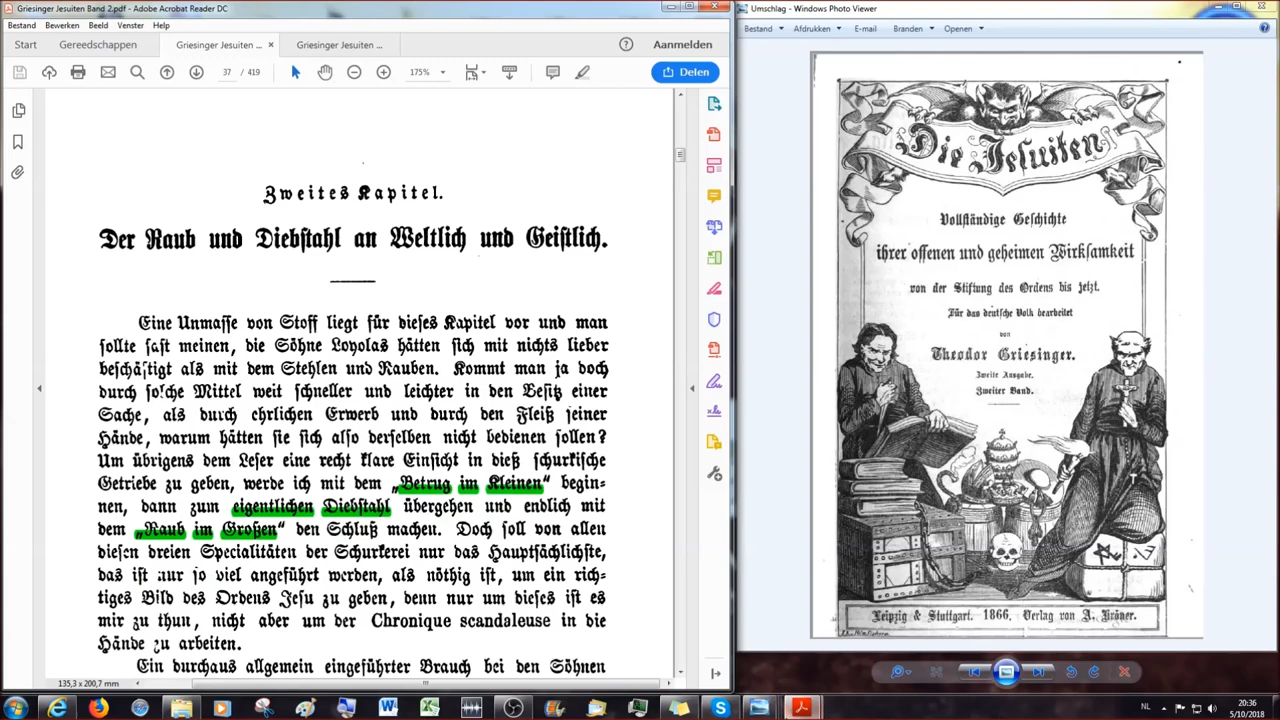 Griesinger Jesuiten Band 2.pdf - Adobe Acrobat Reader DC
Bestand Bewerken Venster Help
Start Gereedschappen Griesinger Jesuiten ... × Griesinger Jesuiten ... ? Aanmelden
37 / 419 175% Delen
Zweites Kapitel.
Der Raub und Diebstahl an Weltlich und Geistlich.
Eine Unmasse von Stoff liegt für dieses Kapitel vor und man
sollte fast meinen, die Söhne Loyolas hätten sich mit nichts lieber
beschäftigt als mit dem Stehlen und Rauben. Kommt man ja doch
durch solche Mittel weit schneller und leichter in den Besitz einer
Sache, als durch ehrlichen Erwerb und durch den Fleiß seiner
Hände, warum hätten sie sich also derselben nicht bedienen sollen?
Um übrigens dem Leser eine recht klare Einsicht in dieß schurkische
Getriebe zu geben, werde ich mit dem „Betrug im Kleinen“ begin-
nen, dann zum eigentlichen Diebstahl übergehen und endlich mit
dem „Raub im Großen“ den Schluß machen. Doch soll von allen
diesen dreien Specialitäten der Schurkerei nur das Hauptsächlichste,
das ist nur so viel angeführt werden, als nöthig ist, um ein rich-
tiges Bild des Ordens Jesu zu geben, denn nur um dieses ist es
mir zu thun, nicht aber um der Chronique scandaleuse in die
Hände zu arbeiten.
Ein durchaus allgemein eingeführter Brauch bei den Söhnen
135,3 x 200,7 mm
Umschlag - Windows Photo Viewer
Bestand Afdrukken E-mail Branden Openen
Die Jesuiten
Vollständige Geschichte
ihrer offenen und geheimen Wirksamkeit
von der Stiftung des Ordens bis jetzt.
Für das deutsche Volk bearbeitet
von
Theodor Griesinger.
Zweite Ausgabe.
Zweiter Band.
Leipzig & Stuttgart. 1866. Verlag von A. Kröner.
NL 20:36
5/10/2018